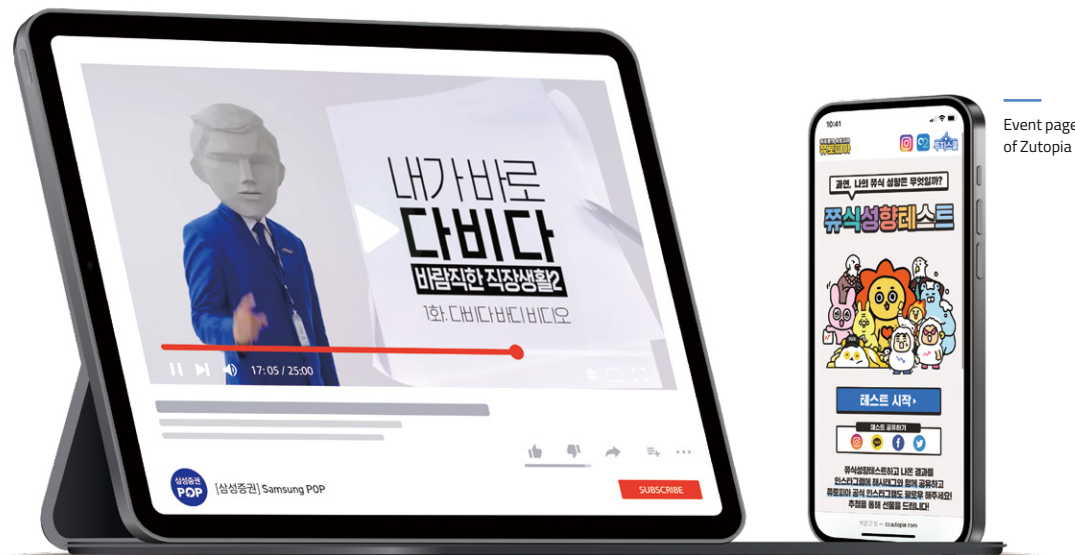 내가 바로
다비다
바람직한 직장생활2
1화: 다비다 바디 비디오
17:05 / 25:00
삼성증권
POP
[삼성증권] Samsung POP
SUBSCRIBE
10:41
쮸토피아
과연, 나의 쮸식 성향은 무엇일까?
쮸식성향테스트
테스트 시작
테스트 공유하기
쮸식성향테스트하고 나온 결과를
인스타그램에 해시태그와 함께 공유하고
쮸토피아 공식 인스타그램도 팔로우 해주세요!
추첨을 통해 선물을 드립니다!
zutopia.com
Event page
of Zutopia